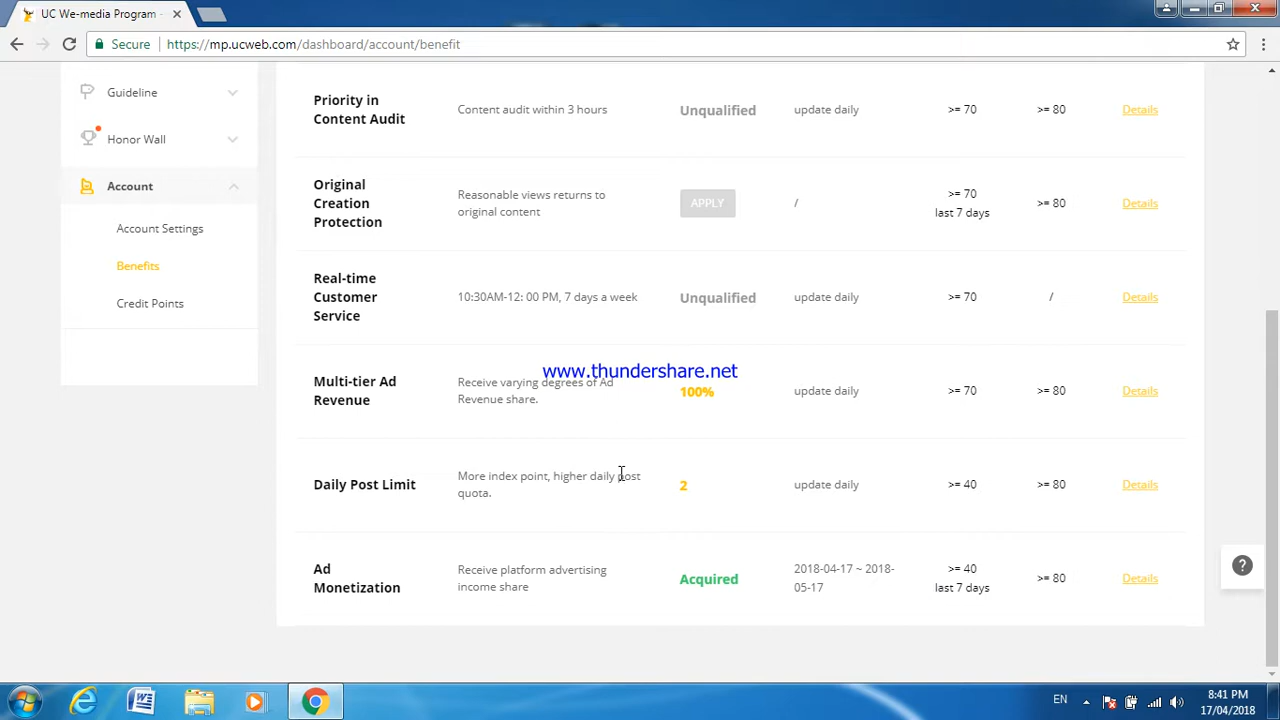 UC We-media Program -
Secure
https://mp.ucweb.com/dashboard/account/benefit
Guideline
Honor Wall
Account
Account Settings
Benefits
Credit Points
Priority in
Content Audit
Content audit within 3 hours
Unqualified
update daily
>= 70
>= 80
Details
Original
Creation
Protection
Reasonable views returns to
original content
APPLY
/
>= 70
last 7 days
>= 80
Details
Real-time
Customer
Service
10:30AM-12: 00 PM, 7 days a week
Unqualified
update daily
>= 70
/
Details
www.thundershare.net
Multi-tier Ad
Revenue
Receive varying degrees of Ad
Revenue share.
100%
update daily
>= 70
>= 80
Details
Daily Post Limit
More index point, higher daily post
quota.
2
update daily
>= 40
>= 80
Details
Ad
Monetization
Receive platform advertising
income share
Acquired
2018-04-17 ~ 2018-
05-17
>= 40
last 7 days
>= 80
Details
EN
8:41 PM
17/04/2018